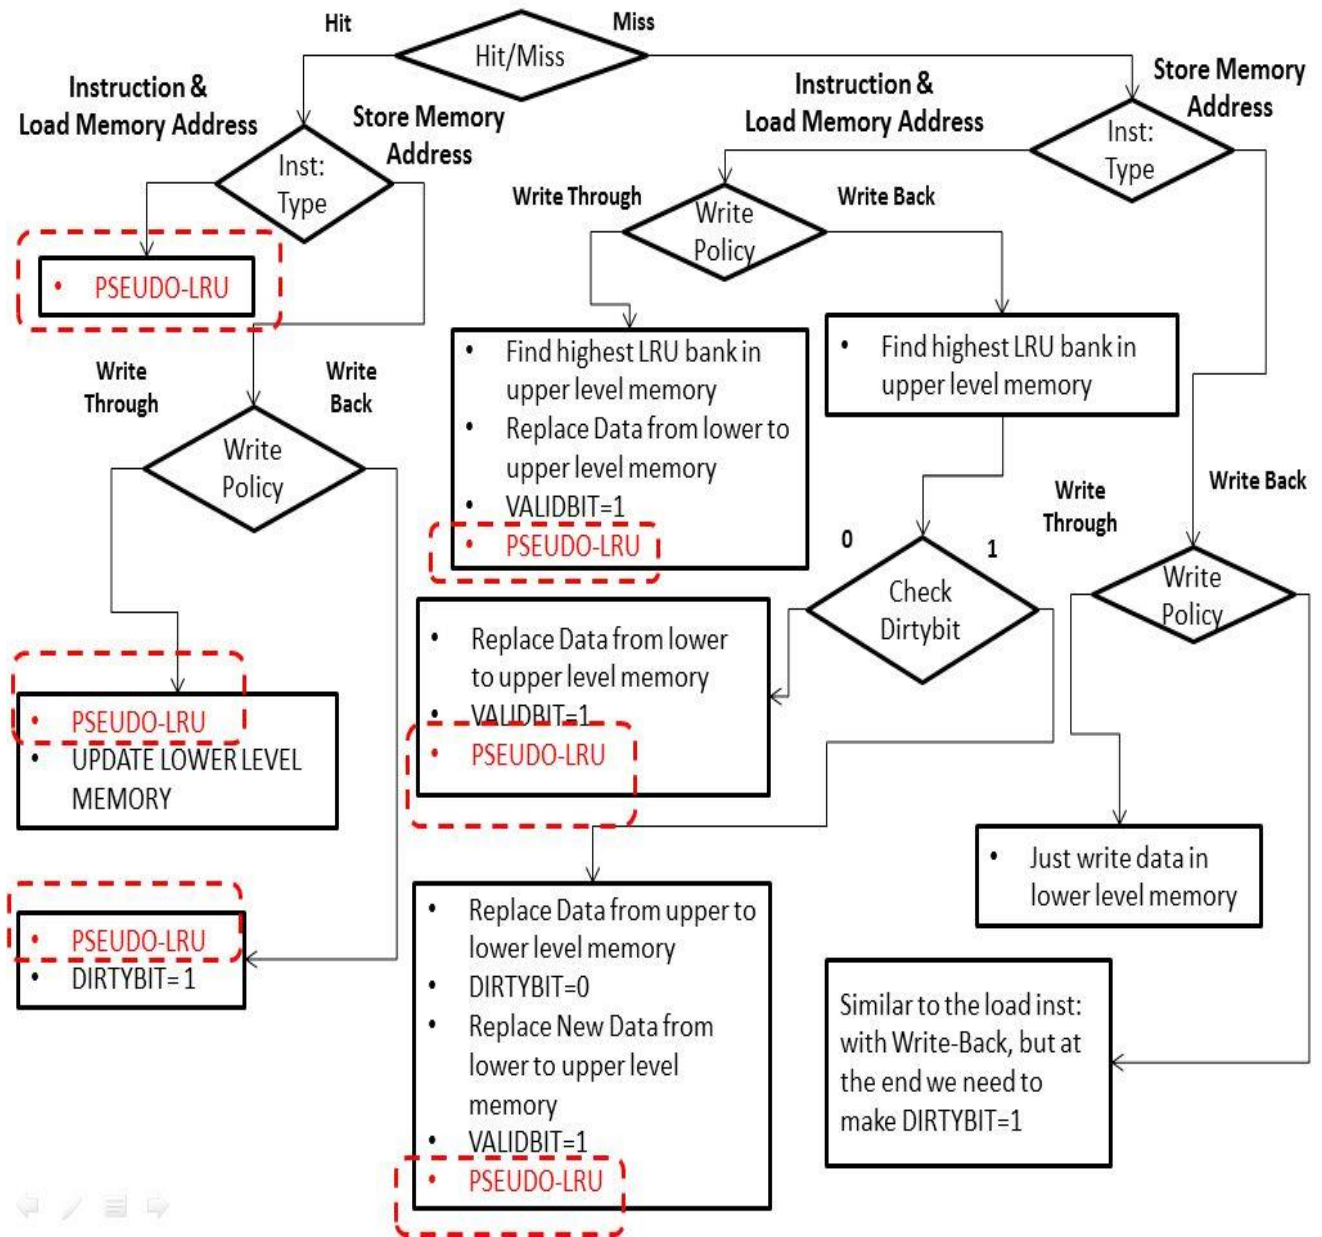 Hit
Miss
Hit/Miss
Instruction &
Load Memory Address
Store Memory
Address
Inst:
Type
Instruction &
Load Memory Address
Store Memory
Address
Inst:
Type
• PSEUDO-LRU
Write Through
Write Back
Write
Policy
Write
Through
Write
Back
Write
Policy
• Find highest LRU bank in
upper level memory
• Replace Data from lower to
upper level memory
• VALIDBIT=1
• PSEUDO-LRU
• Find highest LRU bank in
upper level memory
Write
Through
Write Back
Write
Policy
0
1
Check
Dirtybit
• Replace Data from lower
to upper level memory
• VALIDBIT=1
• PSEUDO-LRU
• PSEUDO-LRU
• UPDATE LOWER LEVEL
MEMORY
• PSEUDO-LRU
• DIRTYBIT=1
• Replace Data from upper to
lower level memory
• DIRTYBIT=0
• Replace New Data from
lower to upper level
memory
• VALIDBIT=1
• PSEUDO-LRU
• Just write data in
lower level memory
Similar to the load inst:
with Write-Back, but at
the end we need to
make DIRTYBIT=1